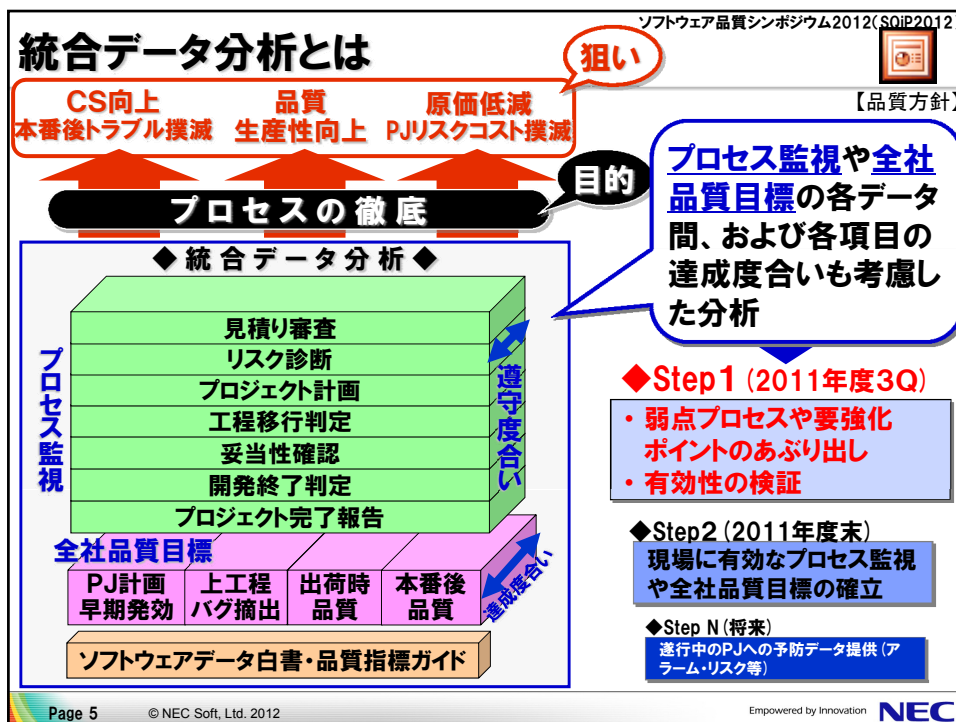 ソフトウェア品質シンポジウム2012(SQiP2012)
統合データ分析とは
狙い
【品質方針】
CS向上
本番後トラブル撲滅
品質
生産性向上
原価低減
PJリスクコスト撲滅
目的
プロセスの徹底
プロセス監視や全社
品質目標の各データ
間、および各項目の
達成度合いも考慮し
た分析
◆統合データ分析◆
プロセス監視
見積り審査
リスク診断
プロジェクト計画
工程移行判定
妥当性確認
開発終了判定
プロジェクト完了報告
遵守度合い
全社品質目標
PJ計画
早期発効
上工程
バグ摘出
出荷時
品質
本番後
品質
達成度合い
ソフトウェアデータ白書・品質指標ガイド
◆Step1(2011年度3Q)
・弱点プロセスや要強化
ポイントのあぶり出し
・有効性の検証
◆Step2(2011年度末)
現場に有効なプロセス監視
や全社品質目標の確立
◆Step N(将来)
遂行中のPJへの予防データ提供(ア
ラーム・リスク等)
Page 5
© NEC Soft, Ltd. 2012
Empowered by Innovation
NEC